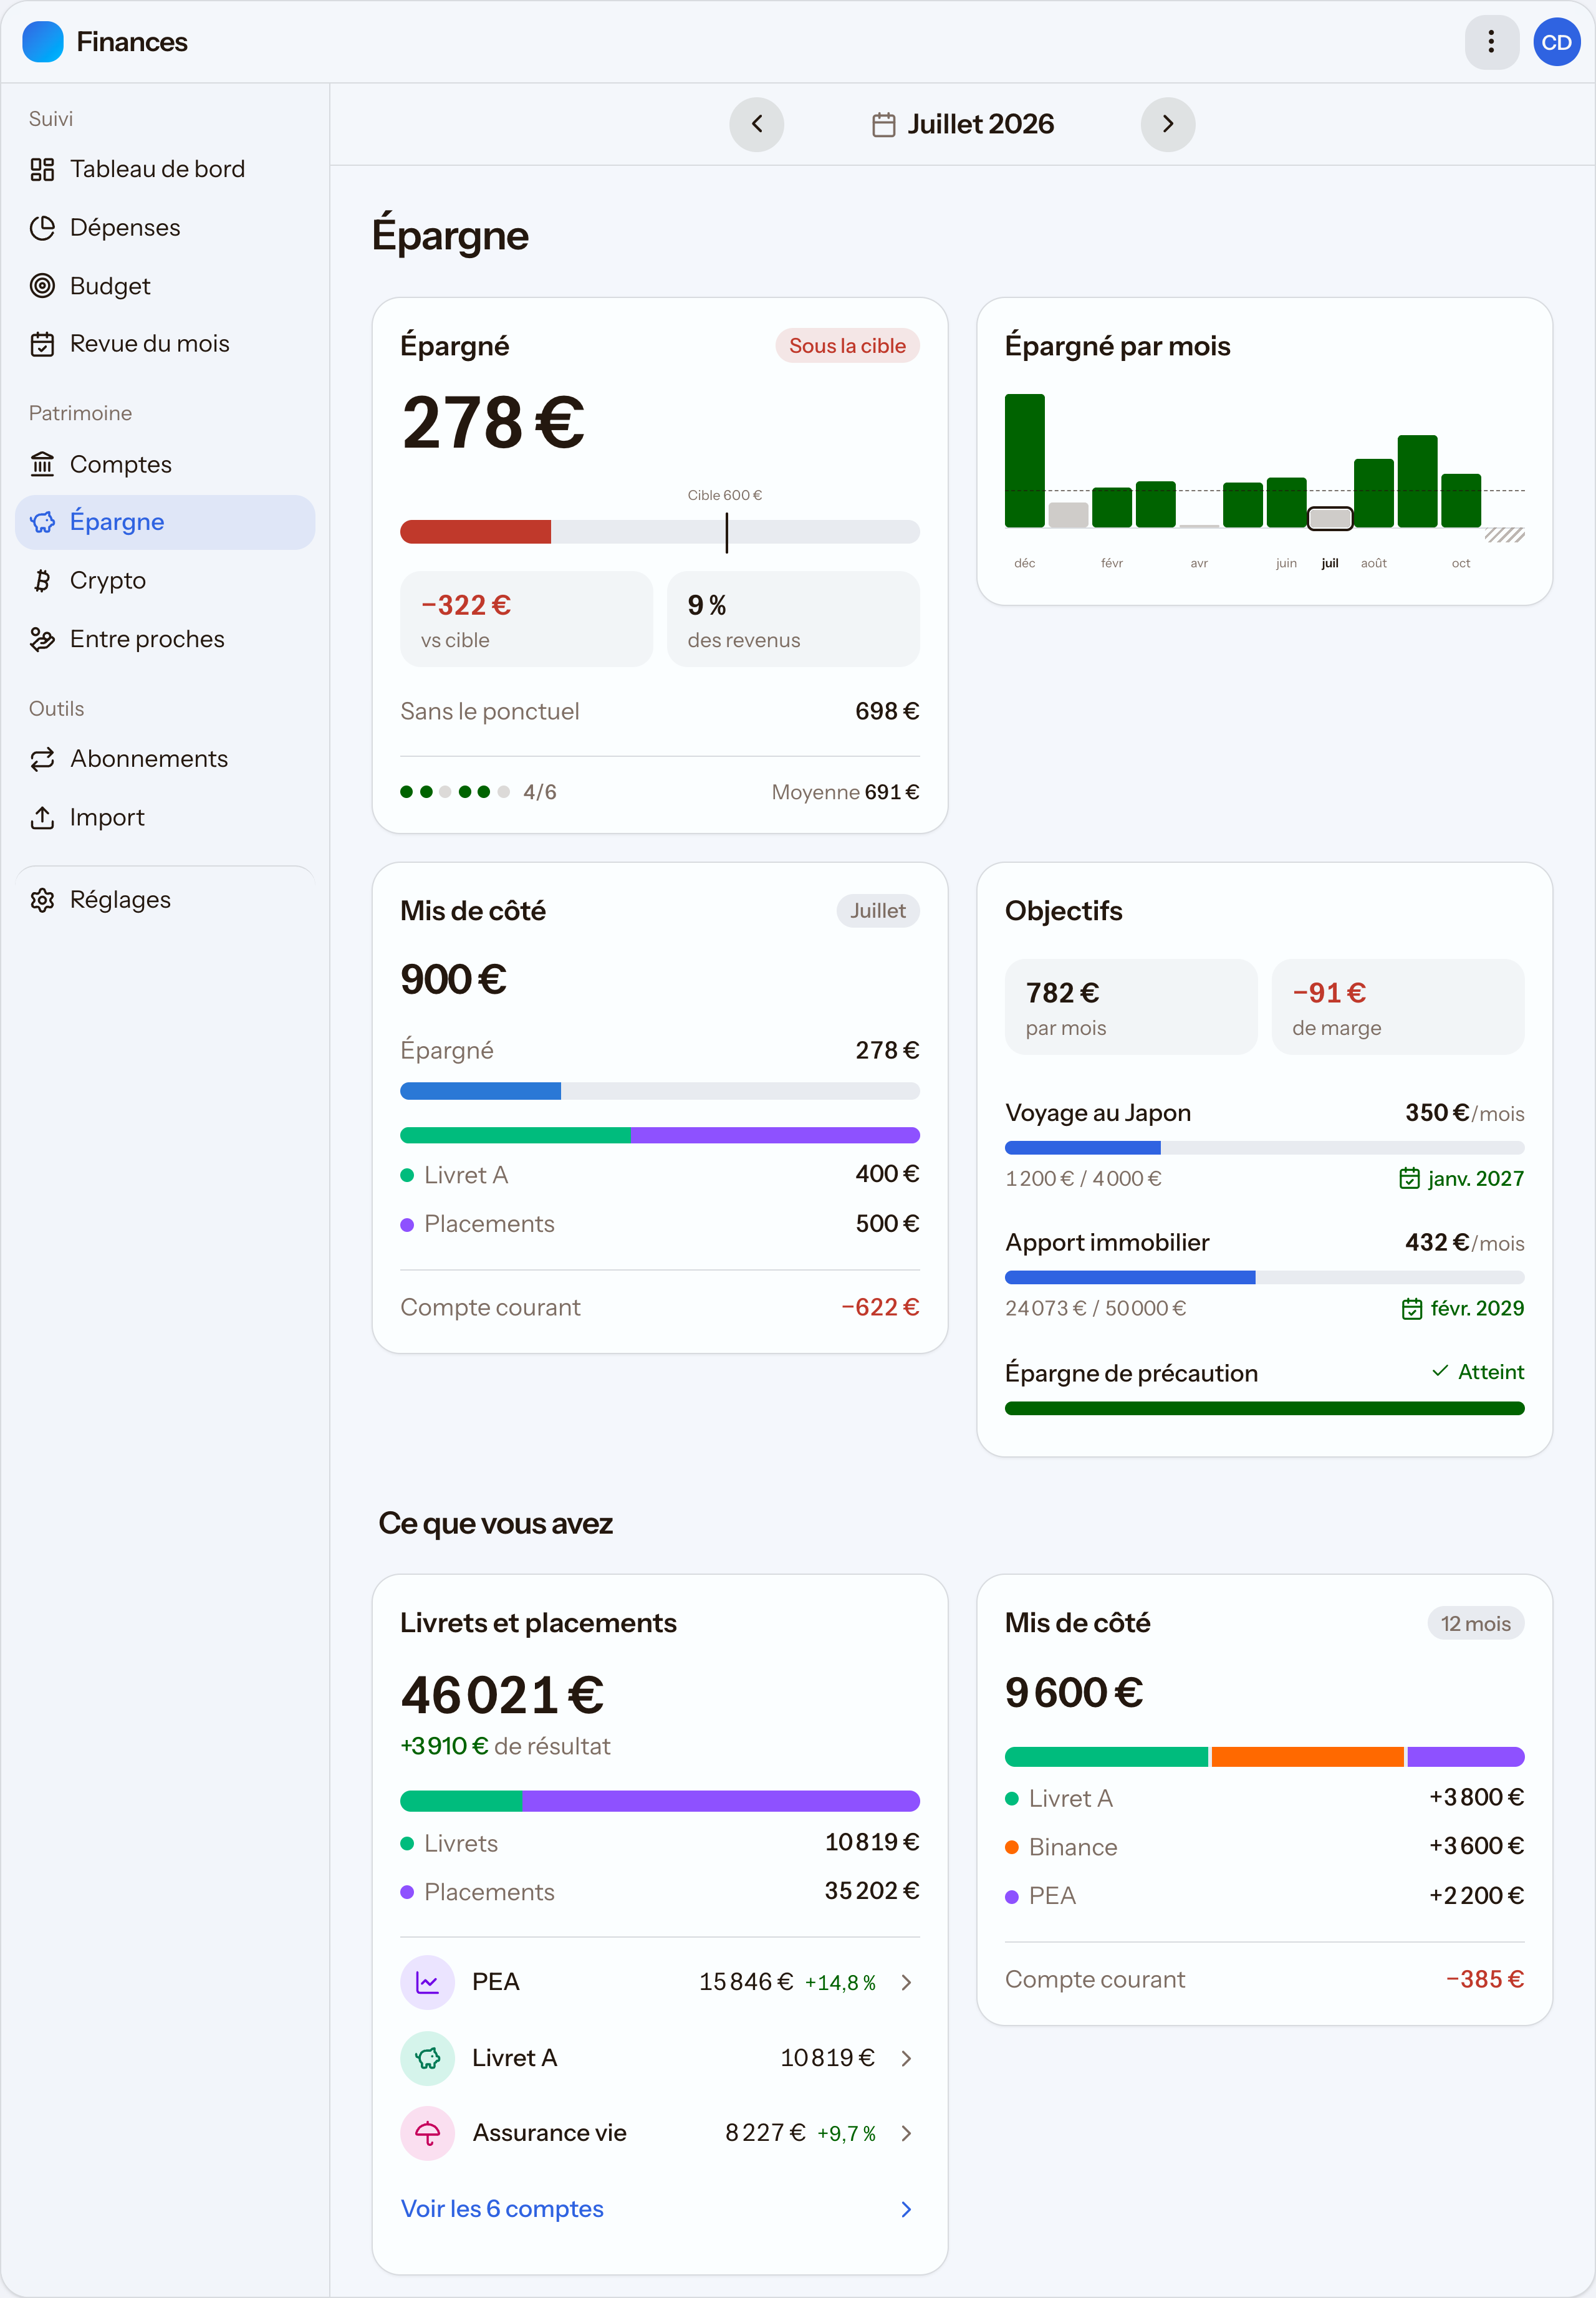 Finances
CD
Suivi
Tableau de bord
Dépenses
Budget
Revue du mois
Patrimoine
Comptes
Épargne
Crypto
Entre proches
Outils
Abonnements
Import
Réglages
Juillet 2026
Épargne
Épargné
Sous la cible
278 €
Cible 600 €
−322 €
vs cible
9 %
des revenus
Sans le ponctuel
698 €
4/6
Moyenne 691 €
Épargné par mois
déc févr avr juin juil août oct
Mis de côté
Juillet
900 €
Épargné
278 €
Livret A
400 €
Placements
500 €
Compte courant
−622 €
Objectifs
782 €
par mois
−91 €
de marge
Voyage au Japon
350 €/mois
1 200 € / 4 000 €
janv. 2027
Apport immobilier
432 €/mois
24 073 € / 50 000 €
févr. 2029
Épargne de précaution
Atteint
Ce que vous avez
Livrets et placements
46 021 €
+3 910 € de résultat
Livrets
10 819 €
Placements
35 202 €
PEA
15 846 € +14,8 %
Livret A
10 819 €
Assurance vie
8 227 € +9,7 %
Voir les 6 comptes
Mis de côté
12 mois
9 600 €
Livret A
+3 800 €
Binance
+3 600 €
PEA
+2 200 €
Compte courant
−385 €